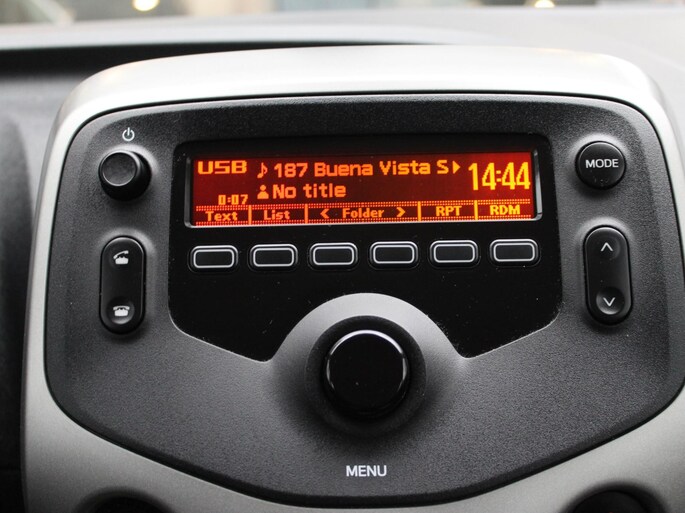 USB ♪ 187 Buena Vista S 14:44
0:07 No title
Text List < Folder > RPT RDM
MODE
MENU